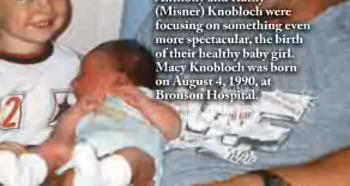 (Misner) Knobloch were
focusing on something even
more spectacular, the birth
of their healthy baby girl.
Macy Knobloch was born
on August 4, 1990, at
Bronson Hospital.
2